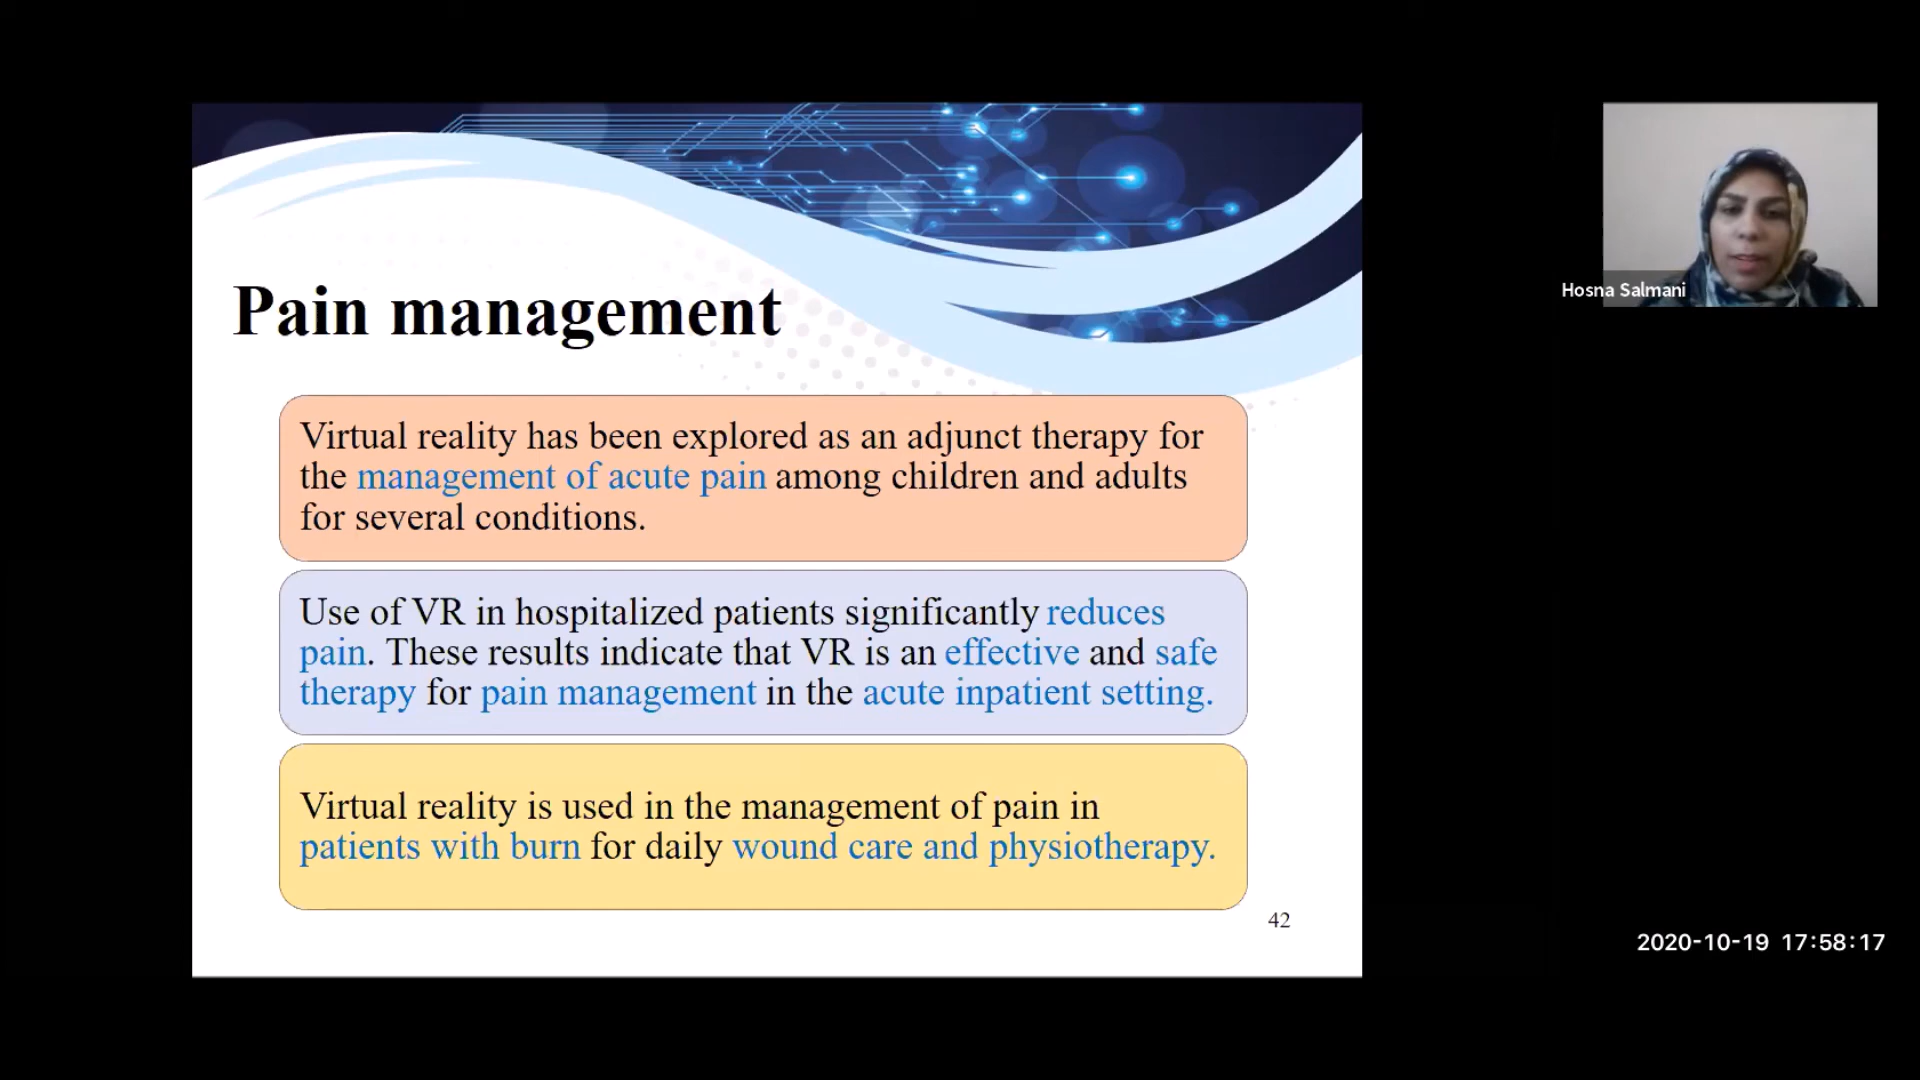 Pain management
Virtual reality has been explored as an adjunct therapy for
the management of acute pain among children and adults
for several conditions.
Use of VR in hospitalized patients significantly reduces
pain. These results indicate that VR is an effective and safe
therapy for pain management in the acute inpatient setting.
Virtual reality is used in the management of pain in
patients with burn for daily wound care and physiotherapy.
42
Hosna Salmani
2020-10-19 17:58:17